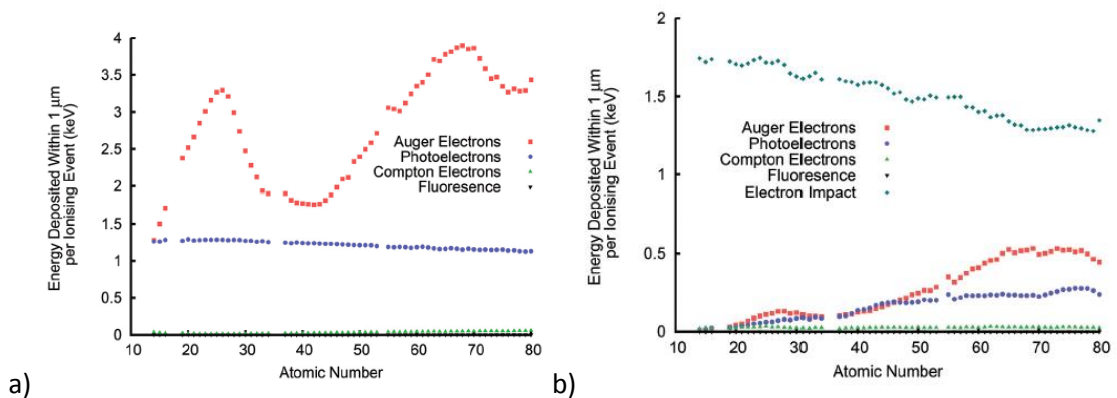 4
3.5
3
2.5
2
1.5
1
0.5
0
Energy Deposited Within 1 μm
per Ionising Event (keV)
Auger Electrons
Photoelectrons
Compton Electrons
Fluoresence
10 20 30 40 50 60 70 80
Atomic Number
a)
2
1.5
1
0.5
0
Energy Deposited Within 1 μm
per Ionising Event (keV)
Auger Electrons
Photoelectrons
Compton Electrons
Fluoresence
Electron Impact
10 20 30 40 50 60 70 80
Atomic Number
b)